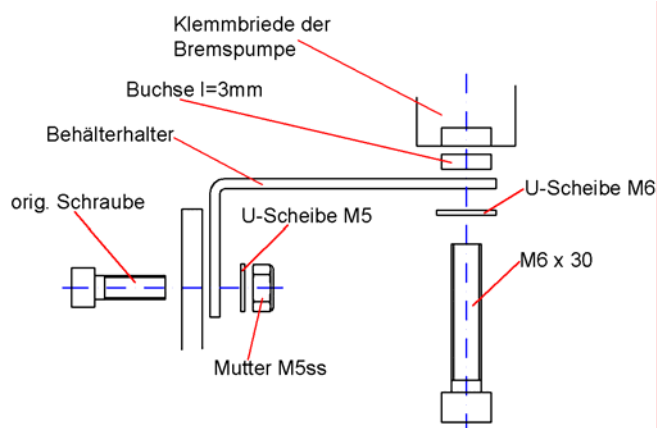 Klemmbriede der
Bremspumpe
Buchse l=3mm
Behälterhalter
orig. Schraube
U-Scheibe M5
U-Scheibe M6
M6 x 30
Mutter M5ss